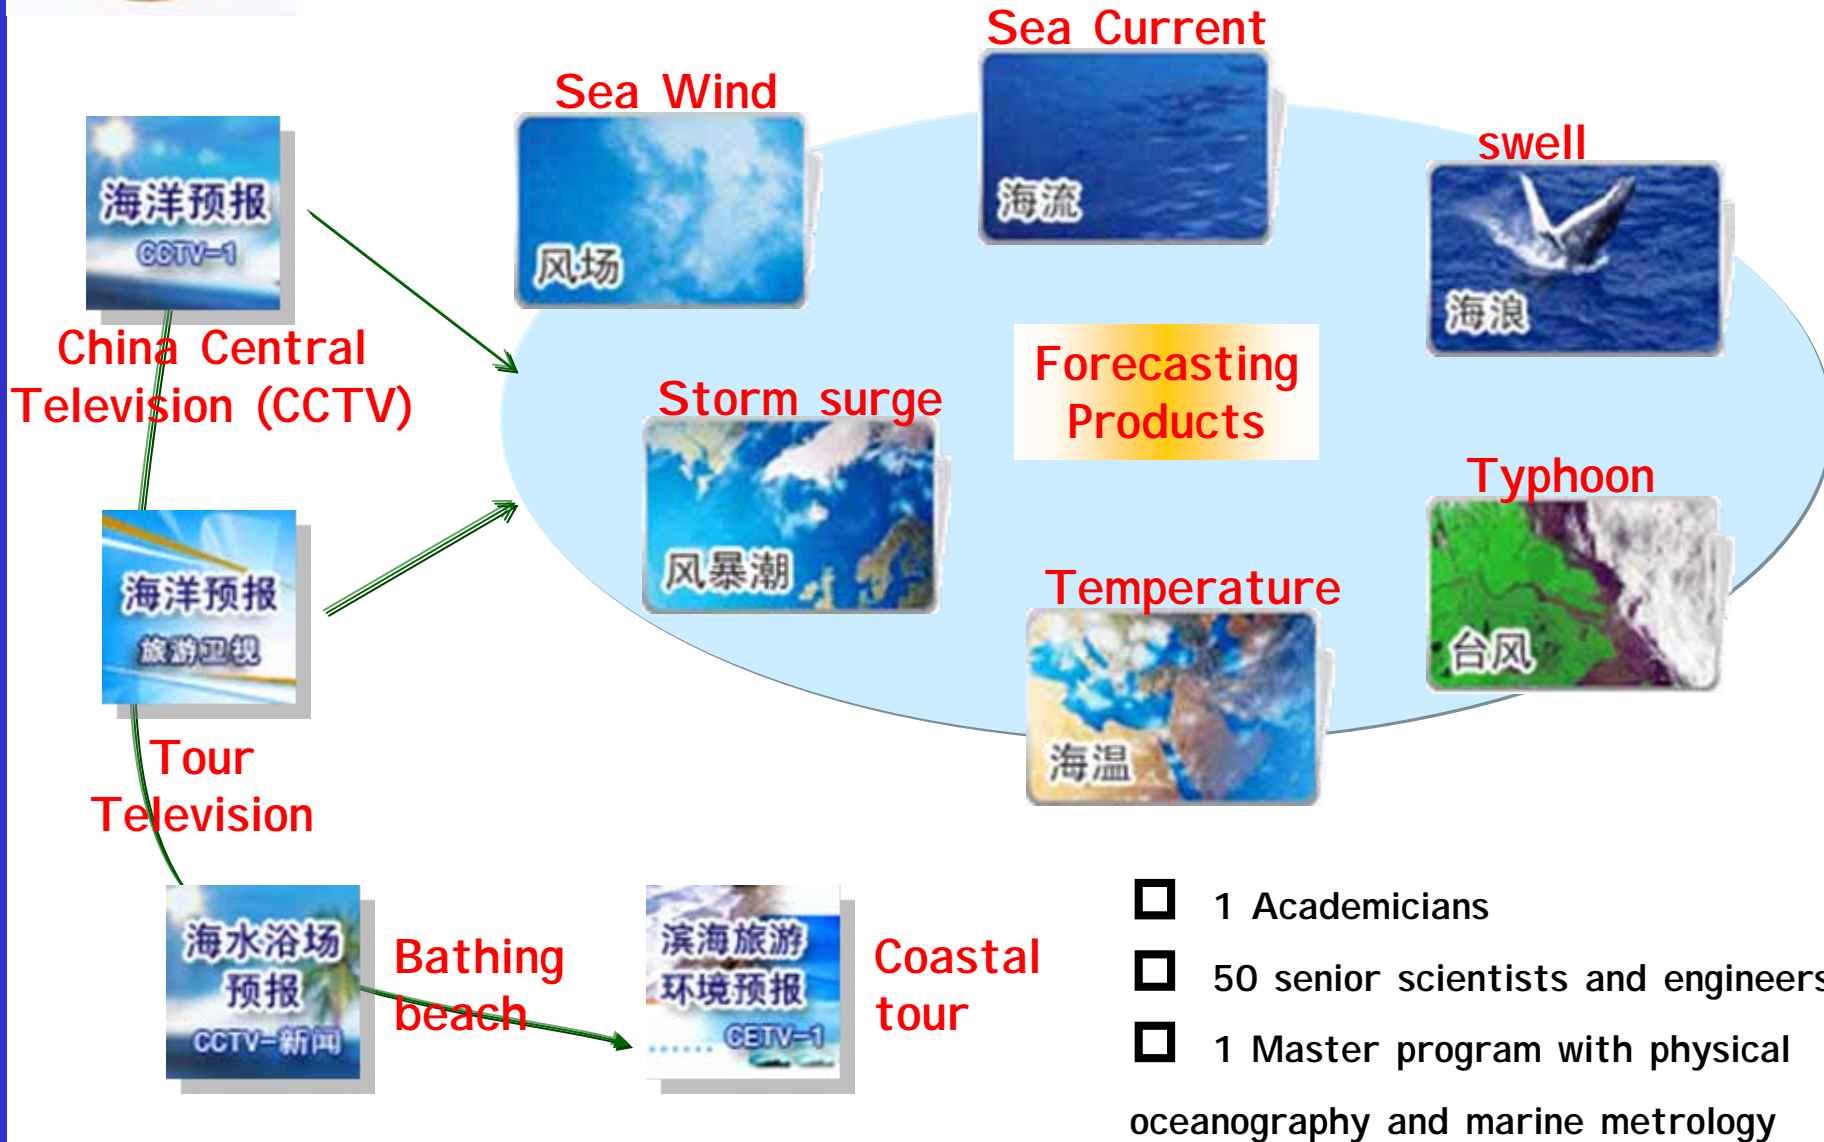 Sea Current
Sea Wind
swell
海洋预报
CCTV-1
风场
海流
海浪
China Central
Television (CCTV)
Forecasting
Products
Storm surge
风暴潮
Typhoon
台风
海洋预报
旅游卫视
Temperature
海温
Tour
Television
海水浴场
预报
CCTV-新闻
Bathing
beach
滨海旅游
环境预报
CETV-1
Coastal
tour
1 Academicians
50 senior scientists and engineers
1 Master program with physical
oceanography and marine metrology